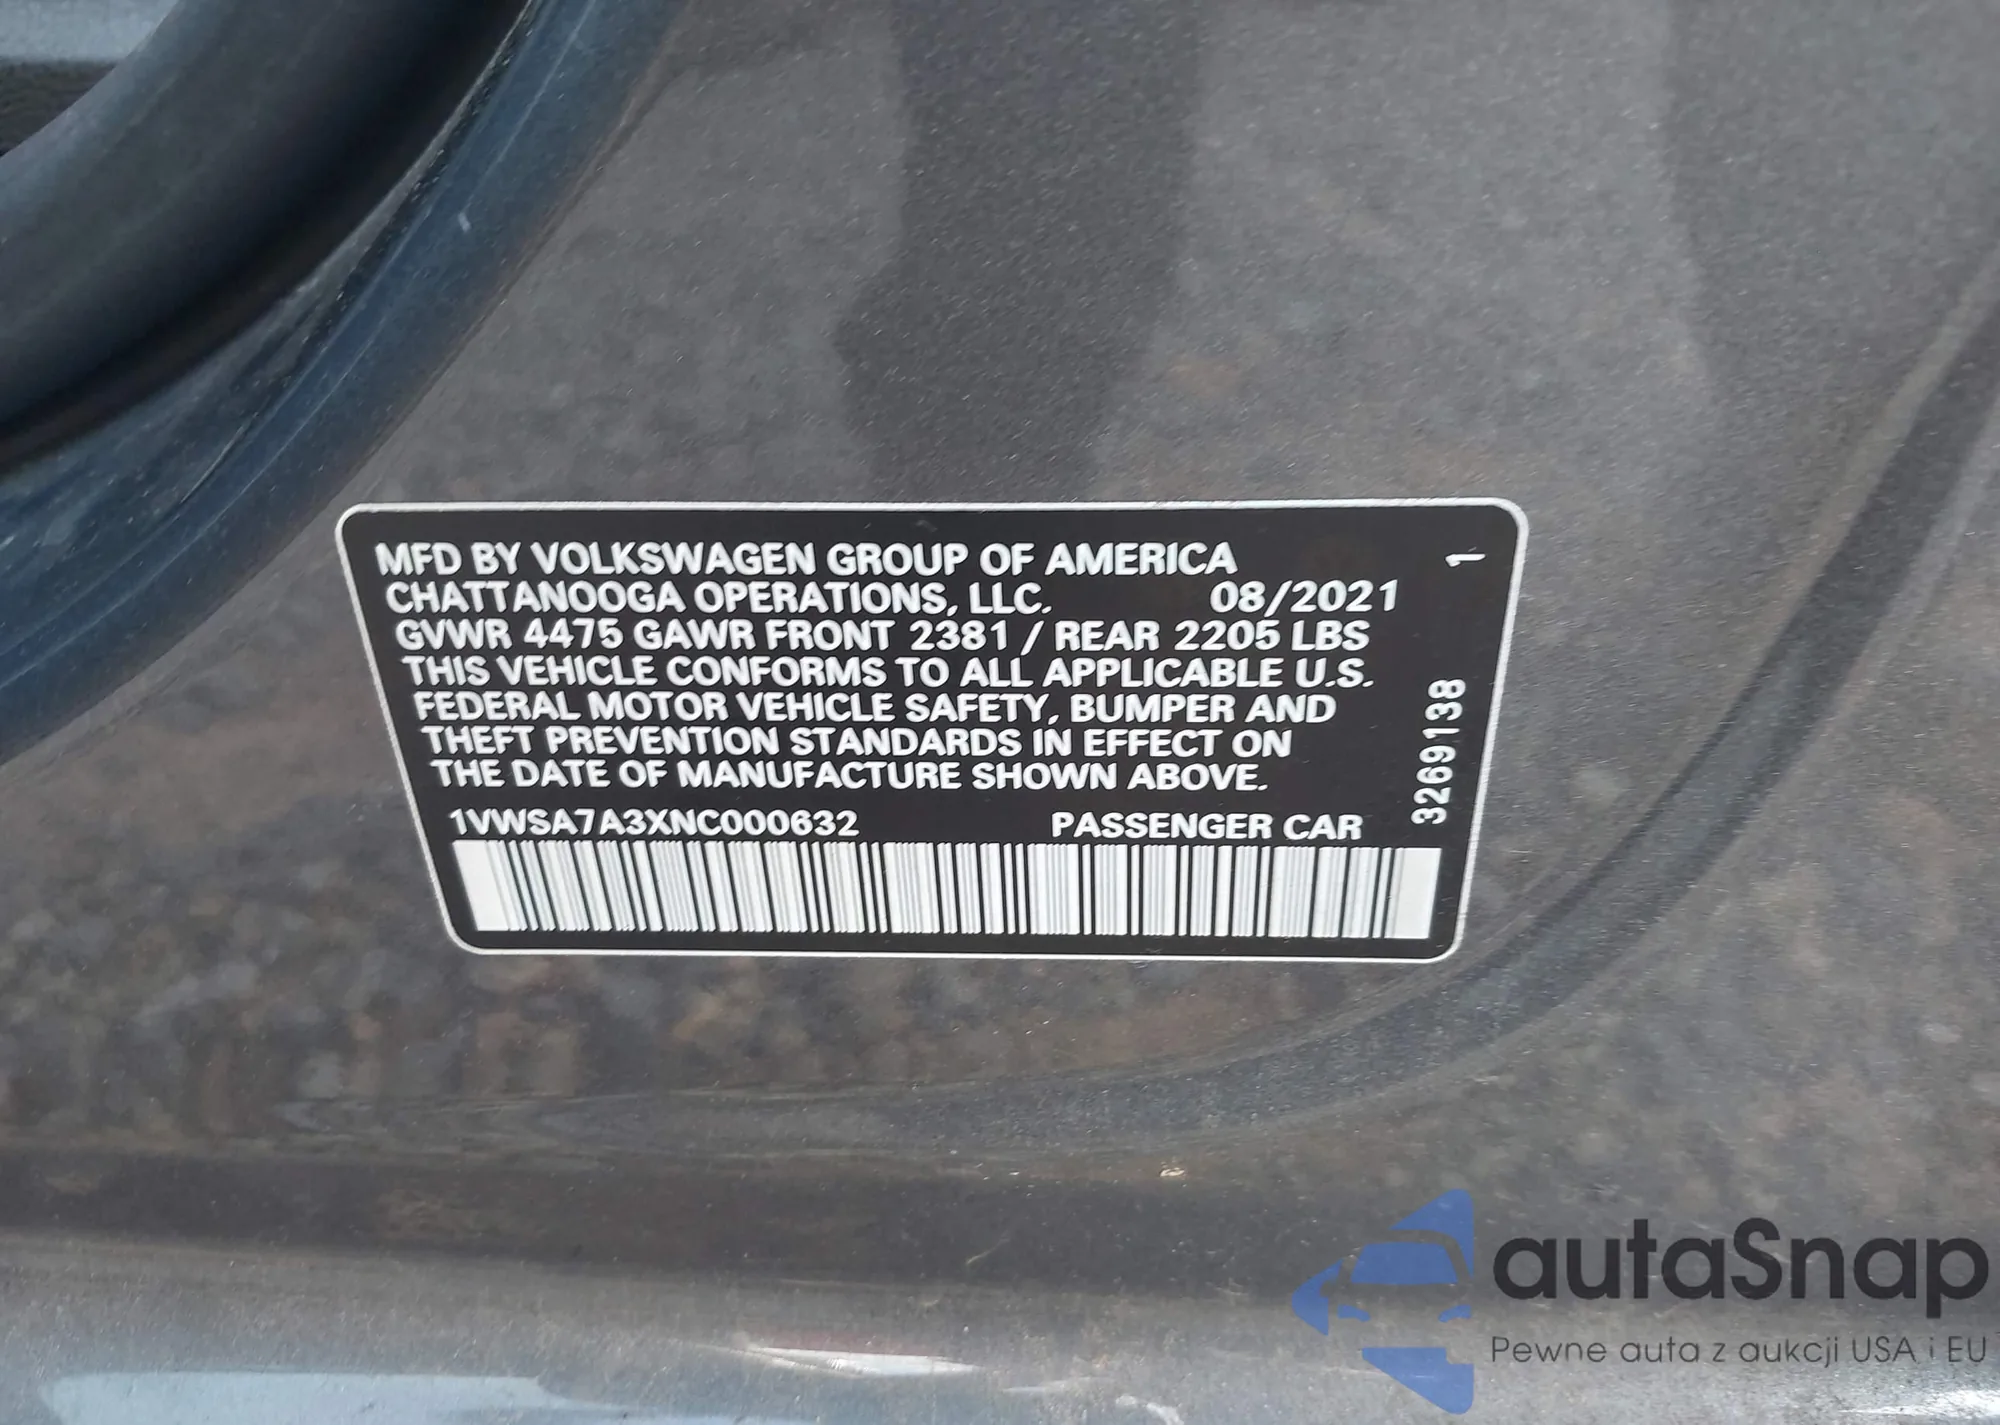 MFD BY VOLKSWAGEN GROUP OF AMERICA
CHATTANOOGA OPERATIONS, LLC. 08/2021
GVWR 4475 GAWR FRONT 2381 / REAR 2205 LBS
THIS VEHICLE CONFORMS TO ALL APPLICABLE U.S.
FEDERAL MOTOR VEHICLE SAFETY, BUMPER AND
THEFT PREVENTION STANDARDS IN EFFECT ON
THE DATE OF MANUFACTURE SHOWN ABOVE.
1VWSA7A3XNC000632 PASSENGER CAR
3269138 1
autaSnap
Pewne auta z aukcji USA i EU